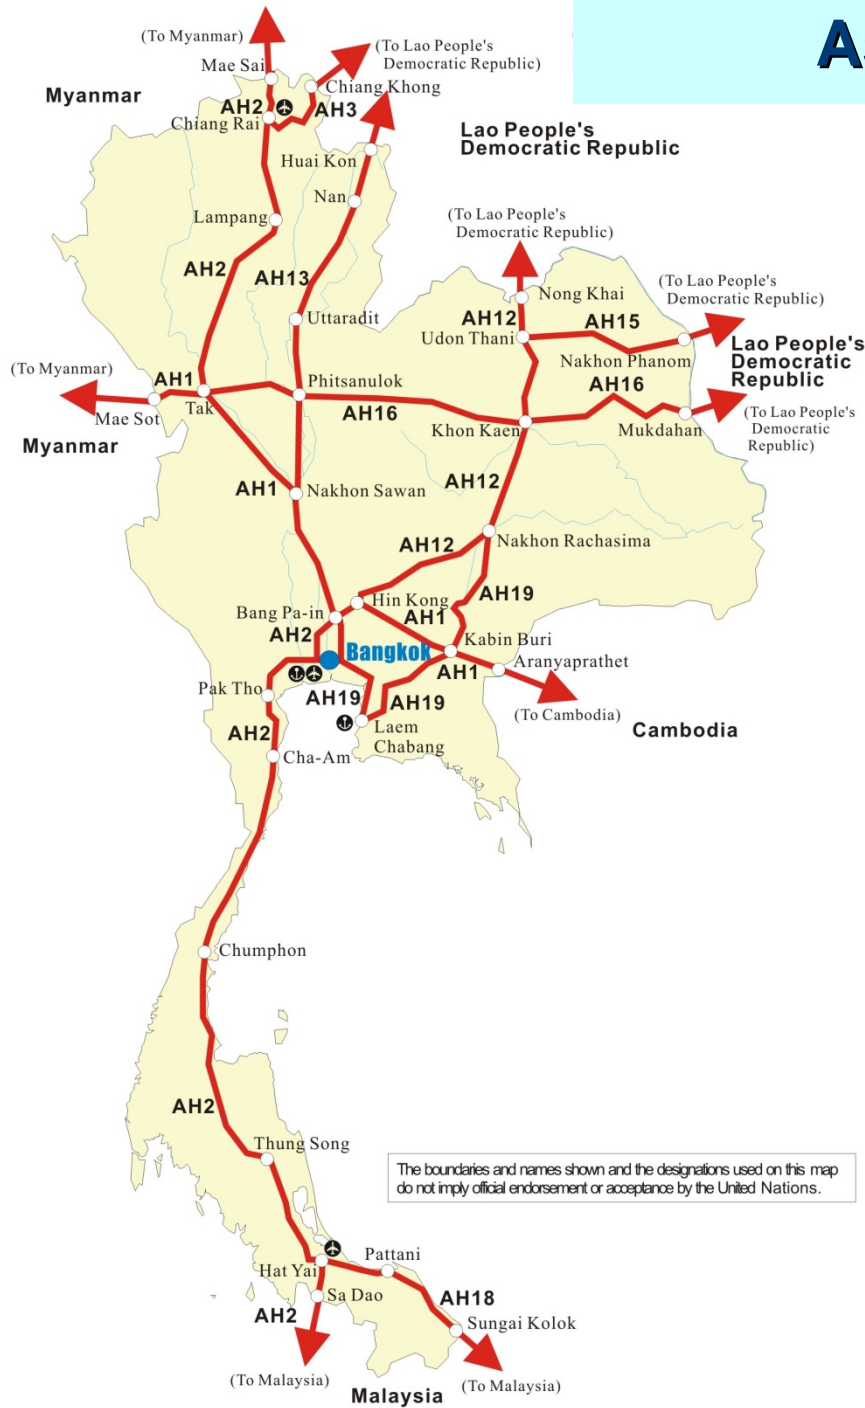 A
(To Myanmar)
(To Lao People's
Democratic Republic)
Mae Sai
Chiang Khong
Myanmar
AH2
AH3
Chiang Rai
Lao People's
Democratic Republic
Huai Kon
Nan
Lampang
(To Lao People's
Democratic Republic)
AH2
AH13
(To Lao People's
Democratic Republic)
Nong Khai
Uttaradit
AH12
AH15
Udon Thani
Nakhon Phanom
Lao People's
Democratic
Republic
(To Myanmar)
AH1
Phitsanulok
AH16
Mae Sot
Tak
AH16
(To Lao People's
Democratic
Republic)
Khon Kaen
Mukdahan
Myanmar
AH1
Nakhon Sawan
AH12
AH12
Nakhon Rachasima
AH19
Hin Kong
Bang Pa-in
AH1
AH2
Kabin Buri
Bangkok
AH1
Aranyaprathet
Pak Tho
AH19
AH19
(To Cambodia)
AH2
Laem
Chabang
Cambodia
Cha-Am
Chumphon
AH2
Thung Song
The boundaries and names shown and the designations used on this map
do not imply official endorsement or acceptance by the United Nations.
Pattani
Hat Yai
Sa Dao
AH18
AH2
Sungai Kolok
(To Malaysia)
(To Malaysia)
Malaysia